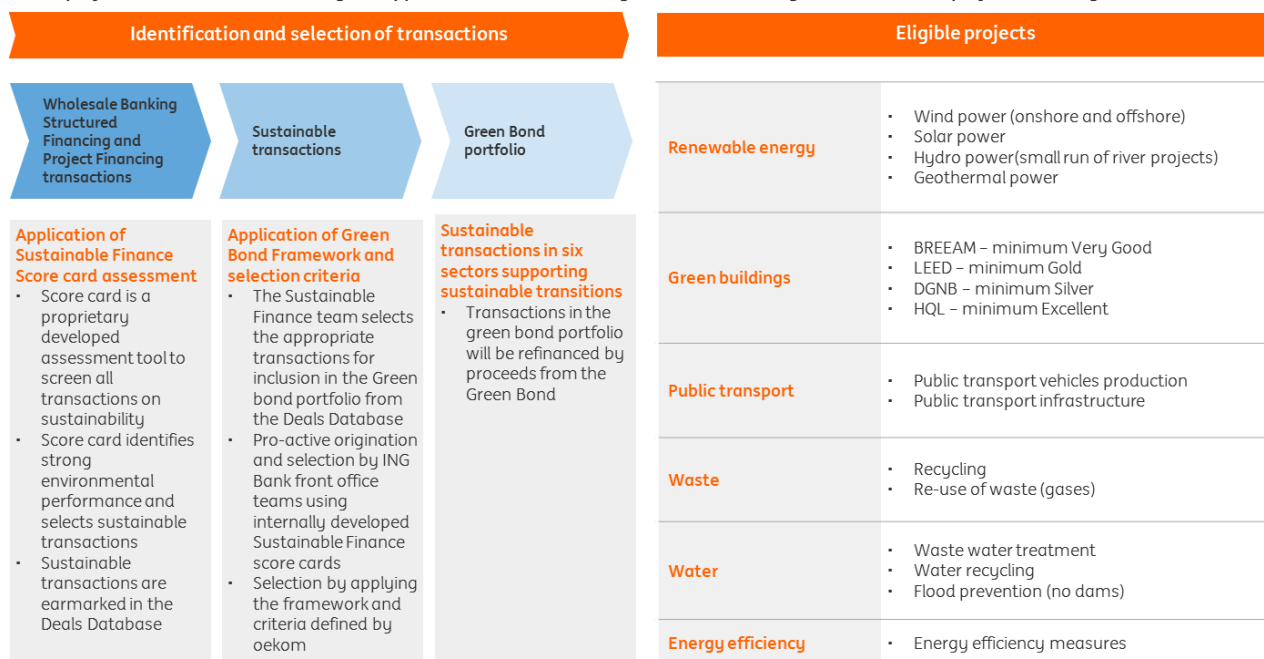 Identification and selection of transactions
Wholesale Banking
Structured
Financing and
Project Financing
transactions
Sustainable
transactions
Green Bond
portfolio
Application of
Sustainable Finance
Score card assessment
▪ Score card is a
proprietary
developed
assessment tool to
screen all
transactions on
sustainability
▪ Score card identifies
strong
environmental
performance and
selects sustainable
transactions
▪ Sustainable
transactions are
earmarked in the
Deals Database
Application of Green
Bond Framework and
selection criteria
▪ The Sustainable
Finance team selects
the appropriate
transactions for
inclusion in the Green
bond portfolio from
the Deals Database
▪ Pro-active origination
and selection by ING
Bank front office
teams using
internally developed
Sustainable Finance
score cards
▪ Selection by applying
the framework and
criteria defined by
oekom
Sustainable
transactions in six
sectors supporting
sustainable transitions
▪ Transactions in the
green bond portfolio
will be refinanced by
proceeds from the
Green Bond
Eligible projects
Renewable energy
▪ Wind power (onshore and offshore)
▪ Solar power
▪ Hydro power(small run of river projects)
▪ Geothermal power
Green buildings
▪ BREEAM – minimum Very Good
▪ LEED – minimum Gold
▪ DGNB – minimum Silver
▪ HQL – minimum Excellent
Public transport
▪ Public transport vehicles production
▪ Public transport infrastructure
Waste
▪ Recycling
▪ Re-use of waste (gases)
Water
▪ Waste water treatment
▪ Water recycling
▪ Flood prevention (no dams)
Energy efficiency
▪ Energy efficiency measures